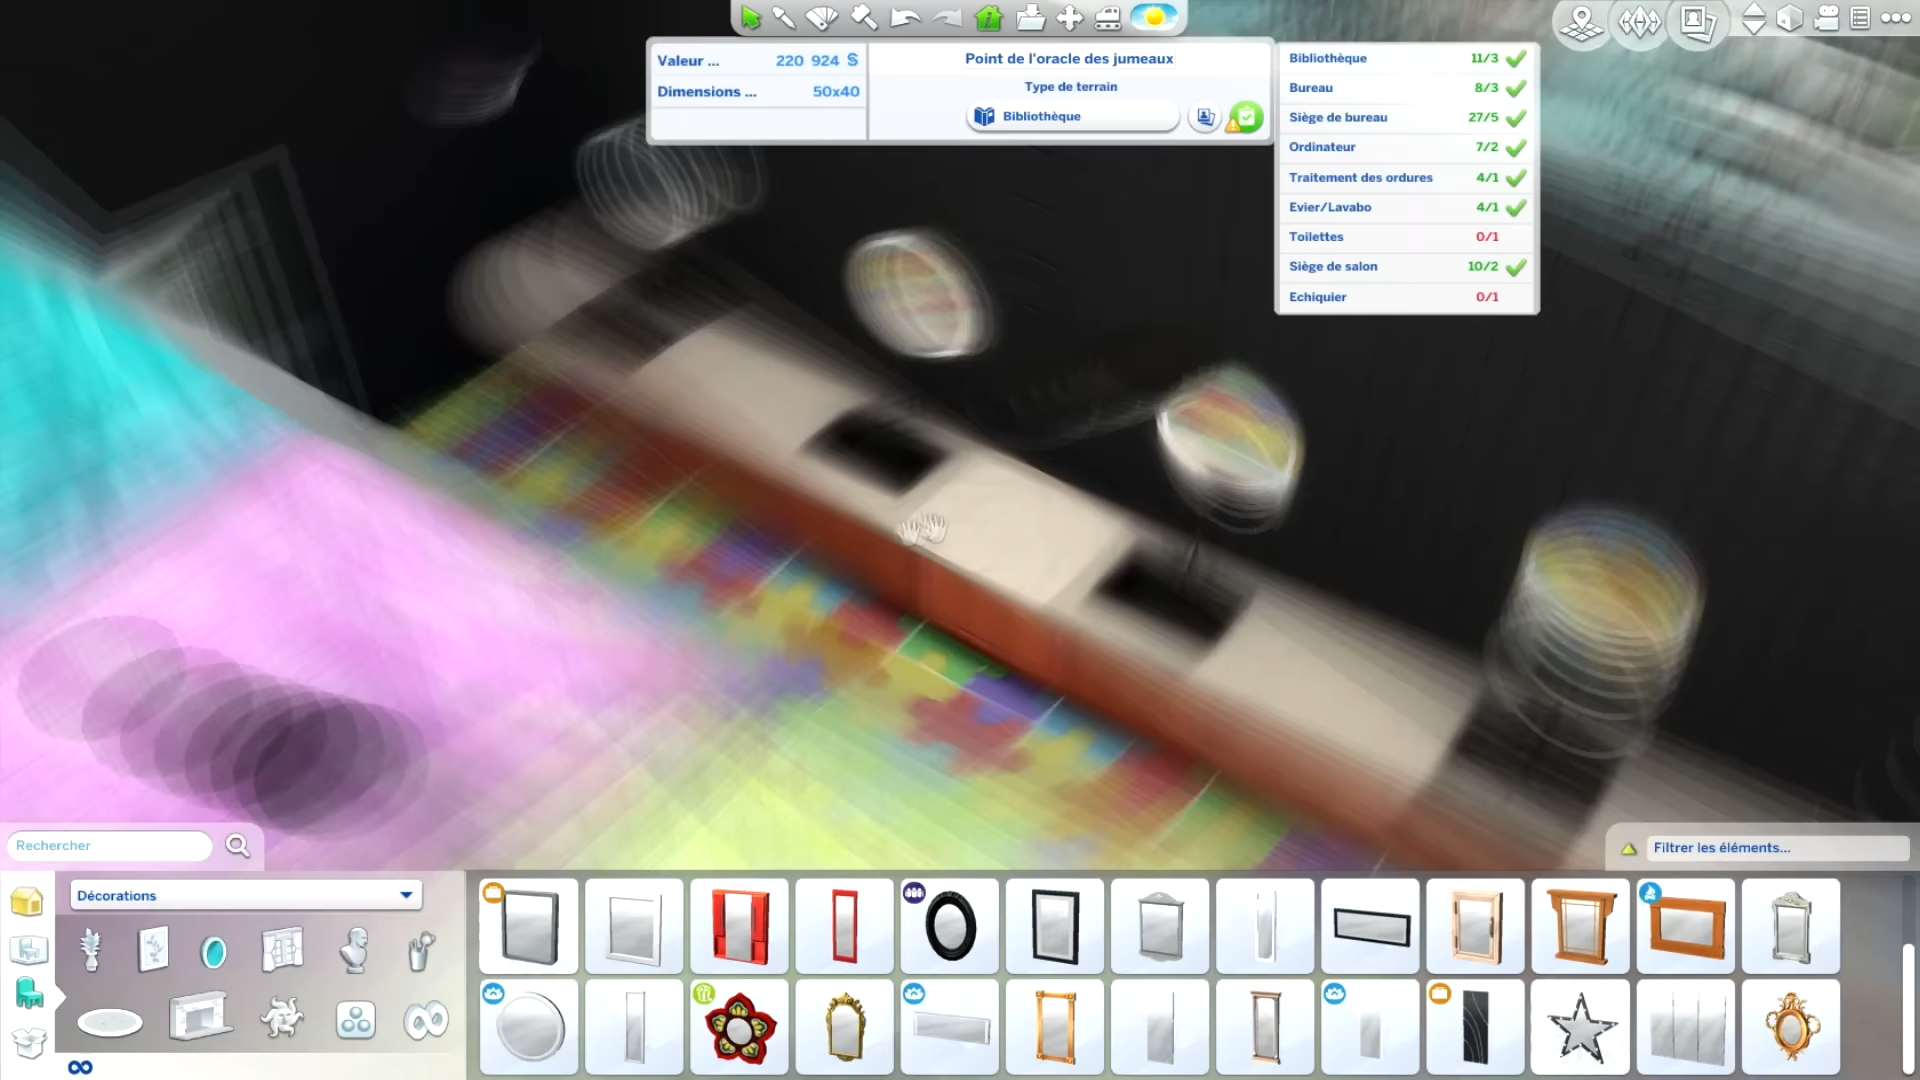 Valeur ... 220 924 §
Dimensions ... 50x40
Point de l'oracle des jumeaux
Type de terrain
Bibliothèque
Bibliothèque 11/3
Bureau 8/3
Siège de bureau 27/5
Ordinateur 7/2
Traitement des ordures 4/1
Evier/Lavabo 4/1
Toilettes 0/1
Siège de salon 10/2
Echiquier 0/1
Rechercher
Filtrer les éléments...
Décorations